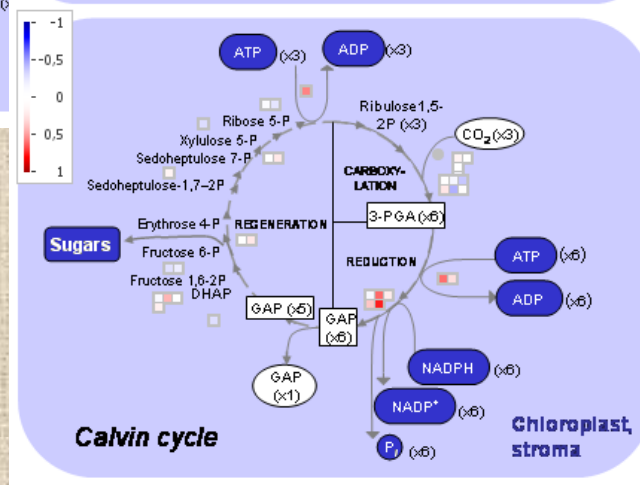 (x
-1
-0,5
0
0,5
1
ATP (x3)
ADP (x3)
Ribulose1,5-
2P (x3)
Ribose 5-P
Xylulose 5-P
Sedoheptulose 7-P
Sedoheptulose-1,7–2P
CO2(x3)
CARBOXY-
LATION
3-PGA(x6)
Erythrose 4-P
REGENERATION
Sugars
Fructose 6-P
Fructose 1,6-2P
DHAP
REDUCTION
ATP (x6)
ADP (x6)
GAP (x5)
GAP
(x6)
GAP
(x1)
NADPH (x6)
NADP+ (x6)
Pi (x6)
Calvin cycle
Chloroplast,
stroma